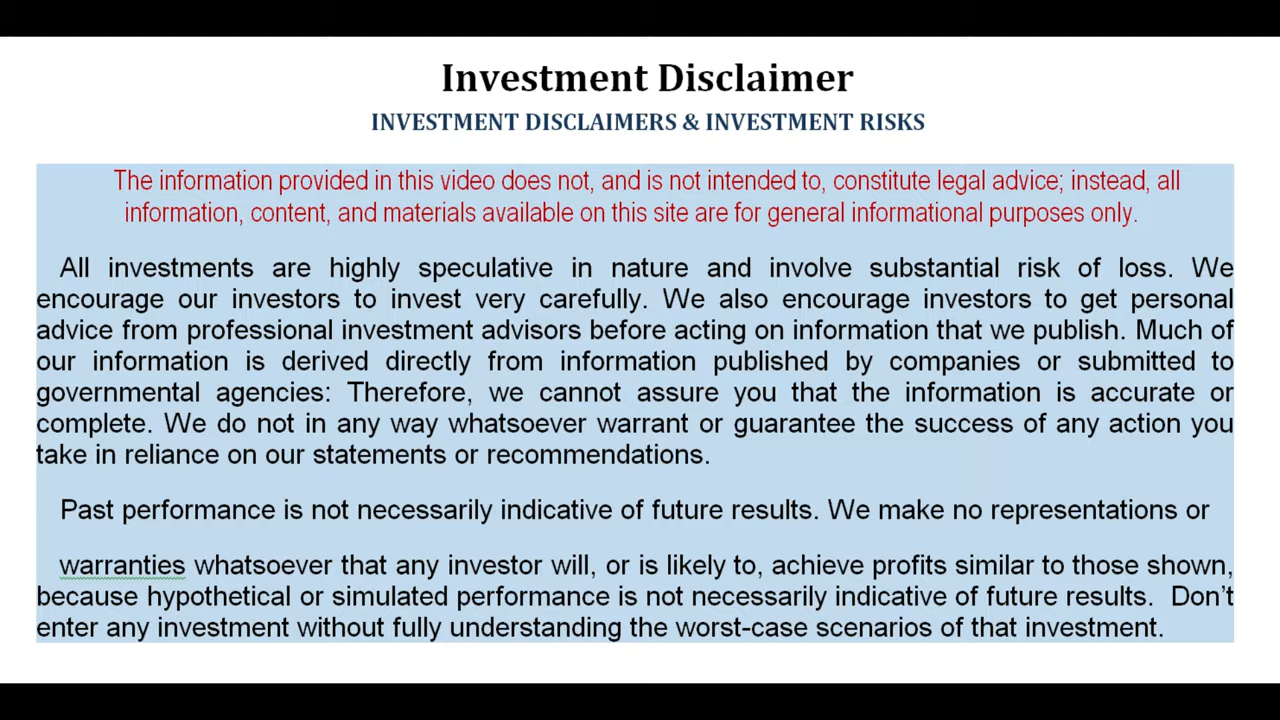 Investment Disclaimer
INVESTMENT DISCLAIMERS & INVESTMENT RISKS
The information provided in this video does not, and is not intended to, constitute legal advice; instead, all
information, content, and materials available on this site are for general informational purposes only.
All investments are highly speculative in nature and involve substantial risk of loss. We
encourage our investors to invest very carefully. We also encourage investors to get personal
advice from professional investment advisors before acting on information that we publish. Much of
our information is derived directly from information published by companies or submitted to
governmental agencies: Therefore, we cannot assure you that the information is accurate or
complete. We do not in any way whatsoever warrant or guarantee the success of any action you
take in reliance on our statements or recommendations.
Past performance is not necessarily indicative of future results. We make no representations or
warranties whatsoever that any investor will, or is likely to, achieve profits similar to those shown,
because hypothetical or simulated performance is not necessarily indicative of future results.  Don’t
enter any investment without fully understanding the worst-case scenarios of that investment.